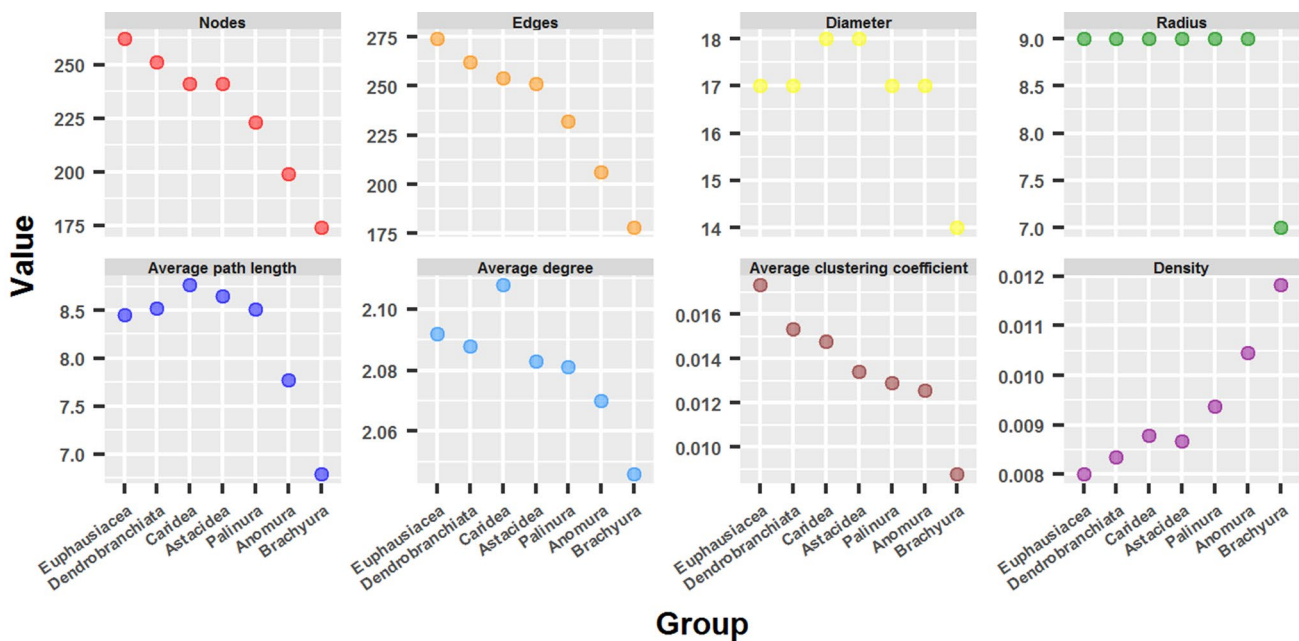 Nodes
Edges
Diameter
Radius
250
225
200
175
275
250
225
200
175
18
17
16
15
14
9.0
8.5
8.0
7.5
7.0
Value
Average path length
Average degree
Average clustering coefficient
Density
8.5
8.0
7.5
7.0
2.10
2.08
2.06
0.016
0.014
0.012
0.010
0.012
0.011
0.010
0.009
0.008
Euphausiacea
Dendrobranchiata
Caridea
Astacidea
Palinura
Anomura
Brachyura
Euphausiacea
Dendrobranchiata
Caridea
Astacidea
Palinura
Anomura
Brachyura
Euphausiacea
Dendrobranchiata
Caridea
Astacidea
Palinura
Anomura
Brachyura
Euphausiacea
Dendrobranchiata
Caridea
Astacidea
Palinura
Anomura
Brachyura
Group